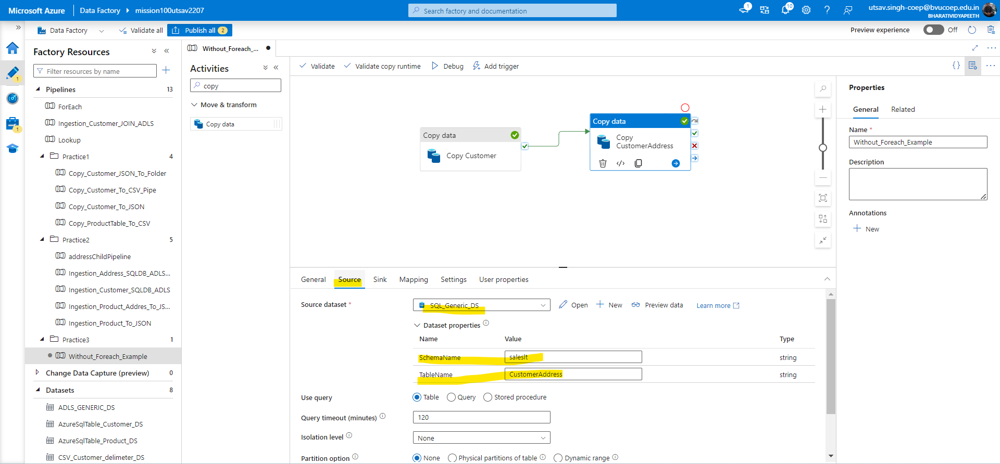 Microsoft Azure
Data Factory
mission100utsav2207
Search factory and documentation
1
10
utsav.singh-coep@bvucoep.edu.in
BHARATIVIDYAPEETH
Data Factory
Validate all
Publish all 2
Preview experience
Off
1
1
Factory Resources
Filter resources by name
Pipelines 13
ForEach
Ingestion_Customer_JOIN_ADLS
Lookup
Practice1 4
Copy_Customer_JSON_To_Folder
Copy_Customer_To_CSV_Pipe
Copy_Customer_To_JSON
Copy_ProductTable_To_CSV
Practice2 5
addressChildPipeline
Ingestion_Address_SQLDB_ADLS...
Ingestion_Customer_SQLDB_ADLS
Ingestion_Product_Addres_To_JS...
Ingestion_Product_To_JSON
Practice3 1
Without_Foreach_Example
Change Data Capture (preview) 0
Datasets 8
ADLS_GENERIC_DS
AzureSqlTable_Customer_DS
AzureSqlTable_Product_DS
CSV_Customer_delimeter_DS
Without_Foreach_...
Activities
copy
Move & transform
Copy data
Validate
Validate copy runtime
Debug
Add trigger
Copy data
Copy Customer
Copy data
Copy
CustomerAddress
General
Source
Sink
Mapping
Settings
User properties
Source dataset *
SQL_Generic_DS
Open
New
Preview data
Learn more
Dataset properties
Name Value Type
SchemaName saleslt string
TableName CustomerAddress string
Use query
Table
Query
Stored procedure
Query timeout (minutes)
120
Isolation level
None
Partition option
None
Physical partitions of table
Dynamic range
Properties
General
Related
Name *
Without_Foreach_Example
Description
Annotations
New